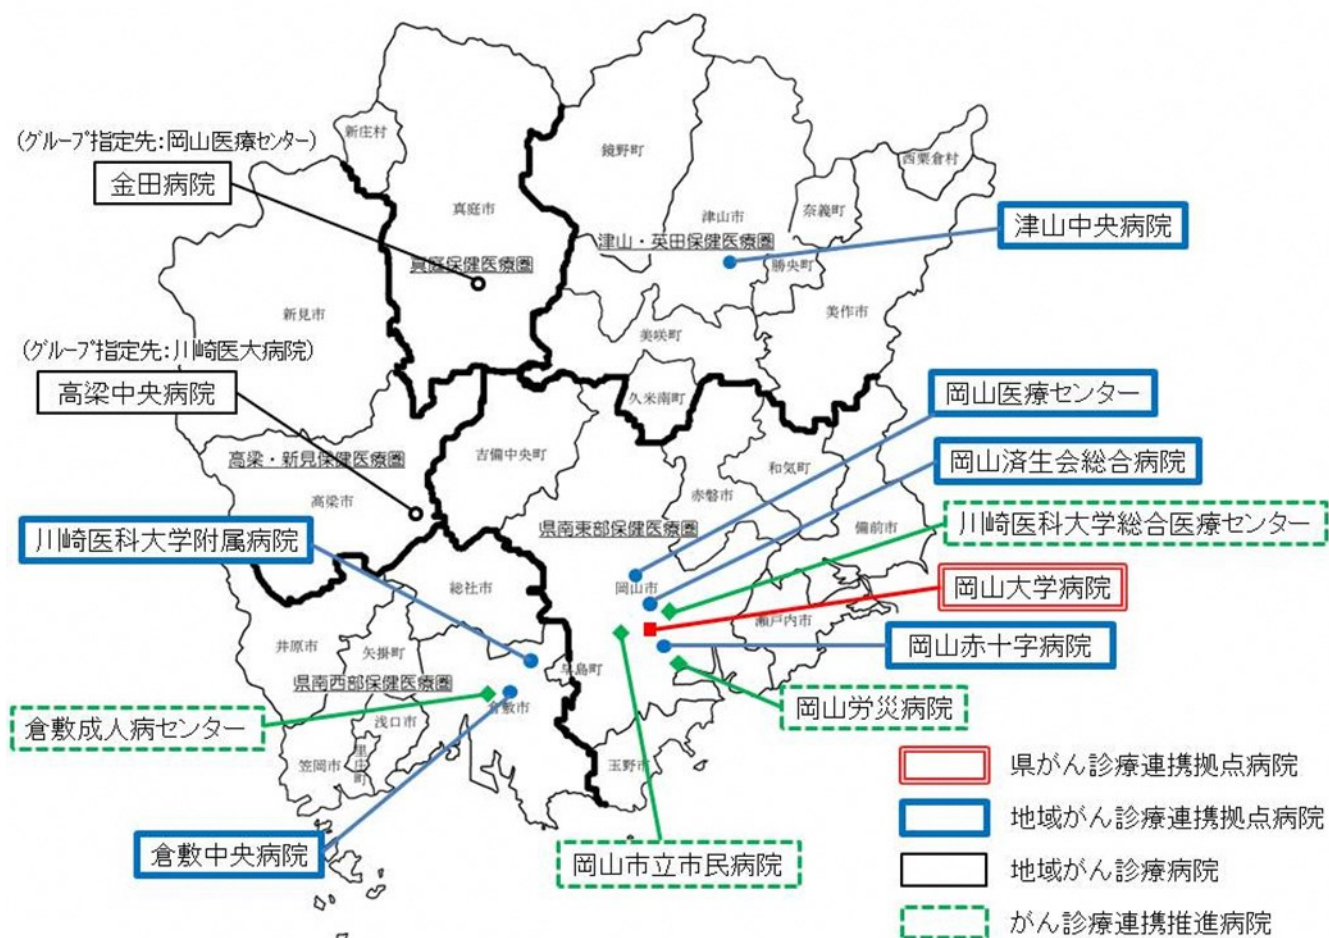 新庄村
(ｸﾞﾙｰﾌﾟ指定先:岡山医療センター)
金田病院
鏡野町
西粟倉村
真庭市
津山市
奈義町
津山中央病院
津山・英田保健医療圏
真庭保健医療圏
勝央町
新見市
美作市
美咲町
(ｸﾞﾙｰﾌﾟ指定先:川崎医大病院)
高梁中央病院
久米南町
岡山医療センター
高梁・新見保健医療圏
吉備中央町
和気町
岡山済生会総合病院
高梁市
赤磐市
川崎医科大学附属病院
県南東部保健医療圏
備前市
川崎医科大学総合医療センター
総社市
岡山市
岡山大学病院
瀬戸内市
井原市
矢掛町
早島町
岡山赤十字病院
県南西部保健医療圏
倉敷成人病センター
浅口市
倉敷市
岡山労災病院
笠岡市
里庄町
玉野市
県がん診療連携拠点病院
地域がん診療連携拠点病院
倉敷中央病院
岡山市立市民病院
地域がん診療病院
がん診療連携推進病院